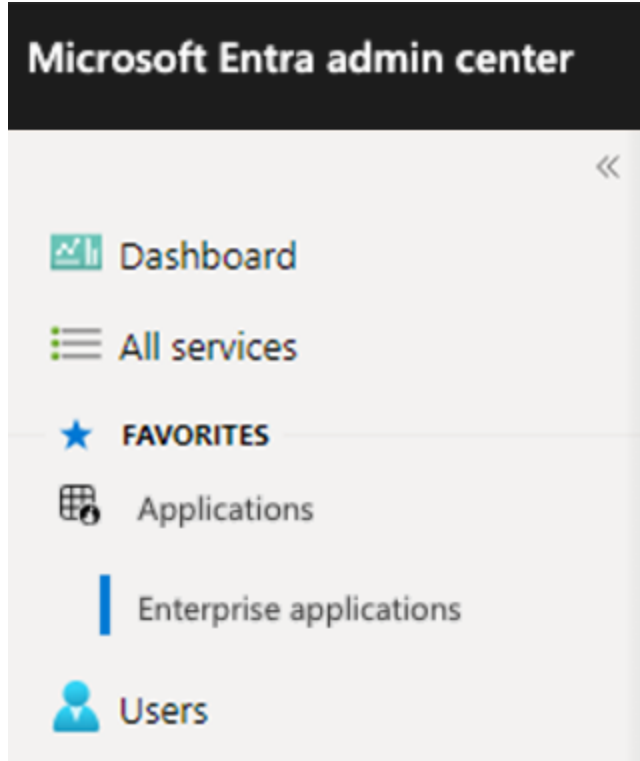 Microsoft Entra admin center
Dashboard
All services
FAVORITES
Applications
Enterprise applications
Users